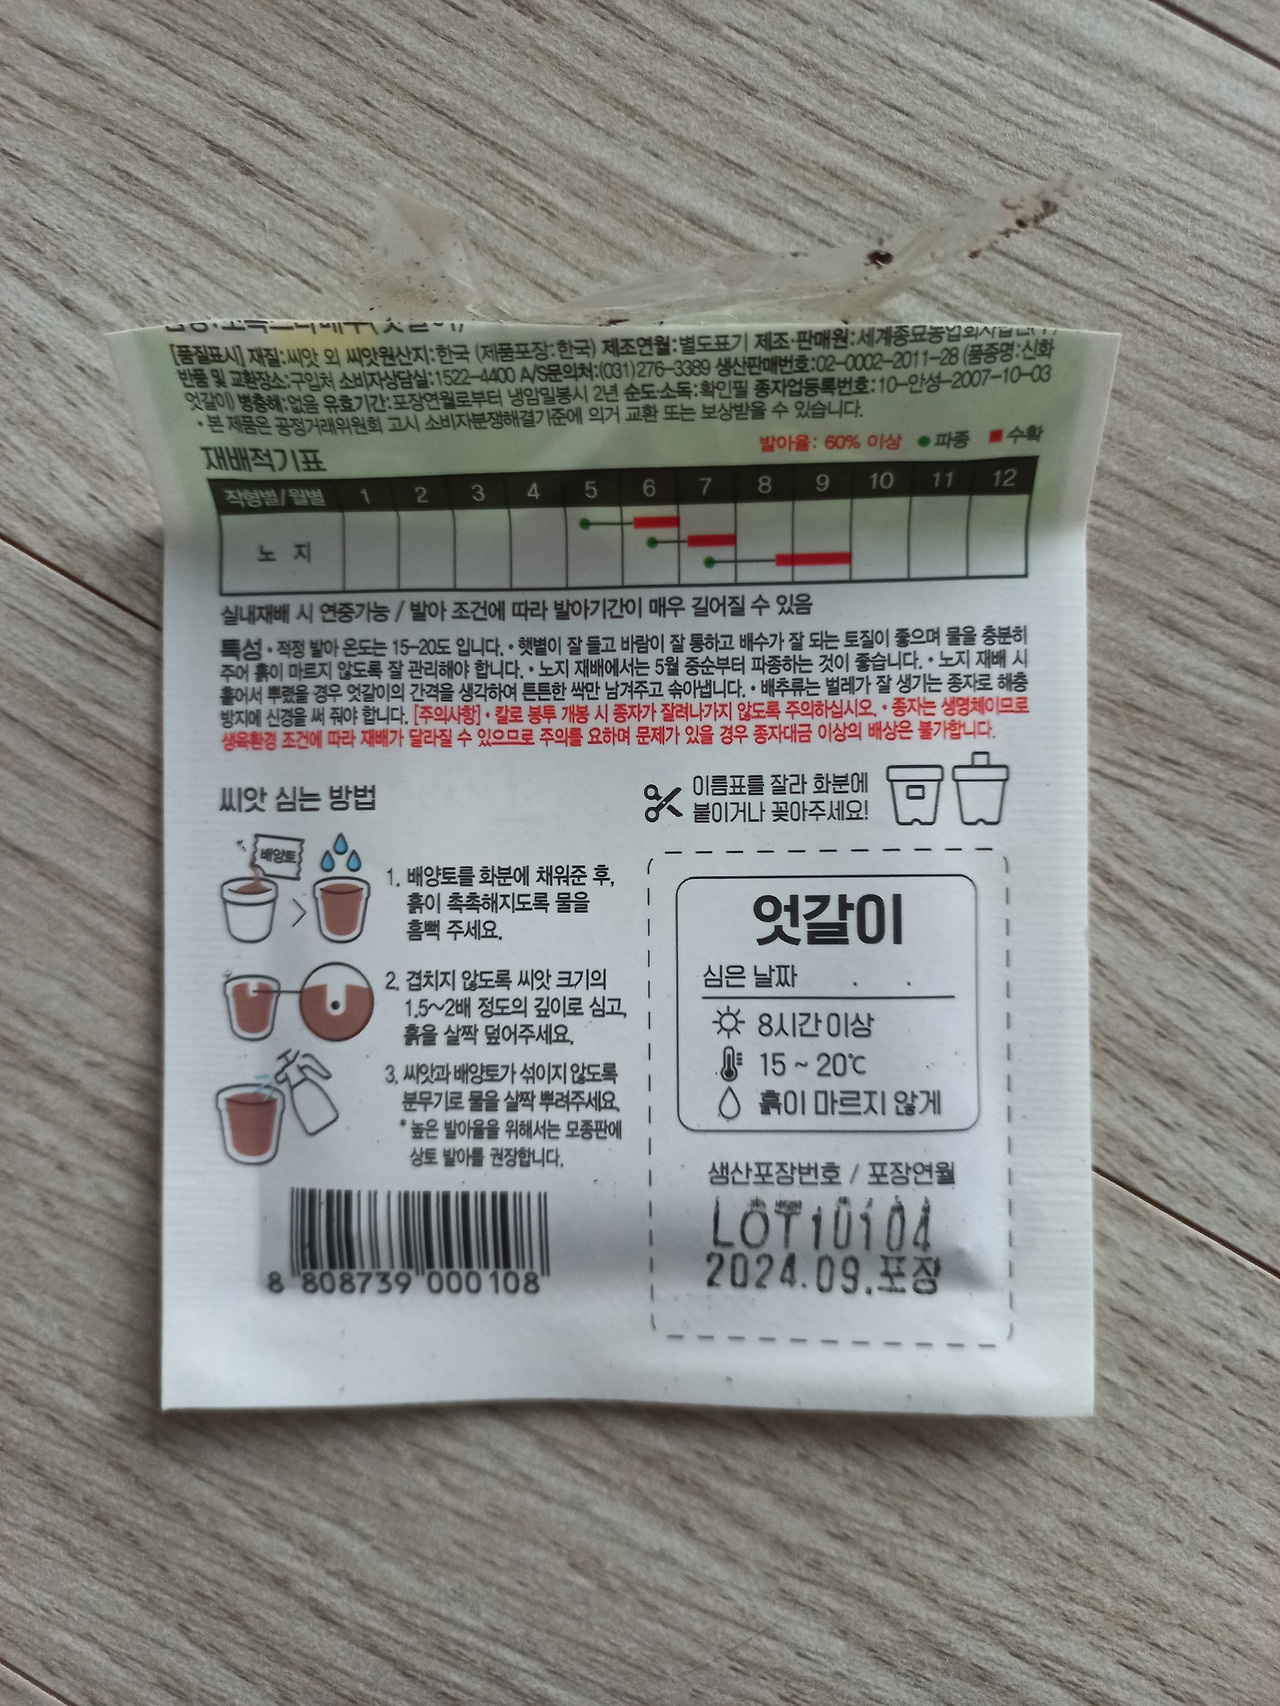 [품질표시] 재질:씨앗 외 씨앗원산지:한국 (제품포장:한국) 제조연월:별도표기 제조·판매원:세계종묘농업회사법인
반품 및 교환장소:구입처 소비자상담실:1522-4400 A/S문의처:(031)276-3389 생산판매번호:02-0002-2011-28 (품종명:신화
엇갈이) 병충해:없음 유효기간:포장연월로부터 냉암밀봉시 2년 순도·소독:확인필 종자업등록번호:10-안성-2007-10-03
• 본 제품은 공정거래위원회 고시 소비자분쟁해결기준에 의거 교환 또는 보상받을 수 있습니다.
발아율: 60% 이상 ●파종 ■수확
재배적기표
작형별/월별 1 2 3 4 5 6 7 8 9 10 11 12
노 지
실내재배 시 연중가능 / 발아 조건에 따라 발아기간이 매우 길어질 수 있음
특성 • 적정 발아 온도는 15-20도 입니다. • 햇볕이 잘 들고 바람이 잘 통하고 배수가 잘 되는 토질이 좋으며 물을 충분히
주어 흙이 마르지 않도록 잘 관리해야 합니다. • 노지 재배에서는 5월 중순부터 파종하는 것이 좋습니다. • 노지 재배 시
흩어서 뿌렸을 경우 엇갈이의 간격을 생각하여 튼튼한 싹만 남겨주고 솎아냅니다. • 배추류는 벌레가 잘 생기는 종자로 해충
방지에 신경을 써 줘야 합니다. [주의사항] • 칼로 봉투 개봉 시 종자가 잘려나가지 않도록 주의하십시오. • 종자는 생명체이므로
생육환경 조건에 따라 재배가 달라질 수 있으므로 주의를 요하며 문제가 있을 경우 종자대금 이상의 배상은 불가합니다.
씨앗 심는 방법
이름표를 잘라 화분에
붙이거나 꽂아주세요!
배양토
1. 배양토를 화분에 채워준 후,
흙이 촉촉해지도록 물을
흠뻑 주세요.
2. 겹치지 않도록 씨앗 크기의
1.5~2배 정도의 깊이로 심고,
흙을 살짝 덮어주세요.
3. 씨앗과 배양토가 섞이지 않도록
분무기로 물을 살짝 뿌려주세요.
* 높은 발아율을 위해서는 모종판에
상토 발아를 권장합니다.
8 808739 000108
엇갈이
심은 날짜 . .
8시간 이상
15 ~ 20℃
흙이 마르지 않게
생산포장번호 / 포장연월
LOT10104
2024.09.포장